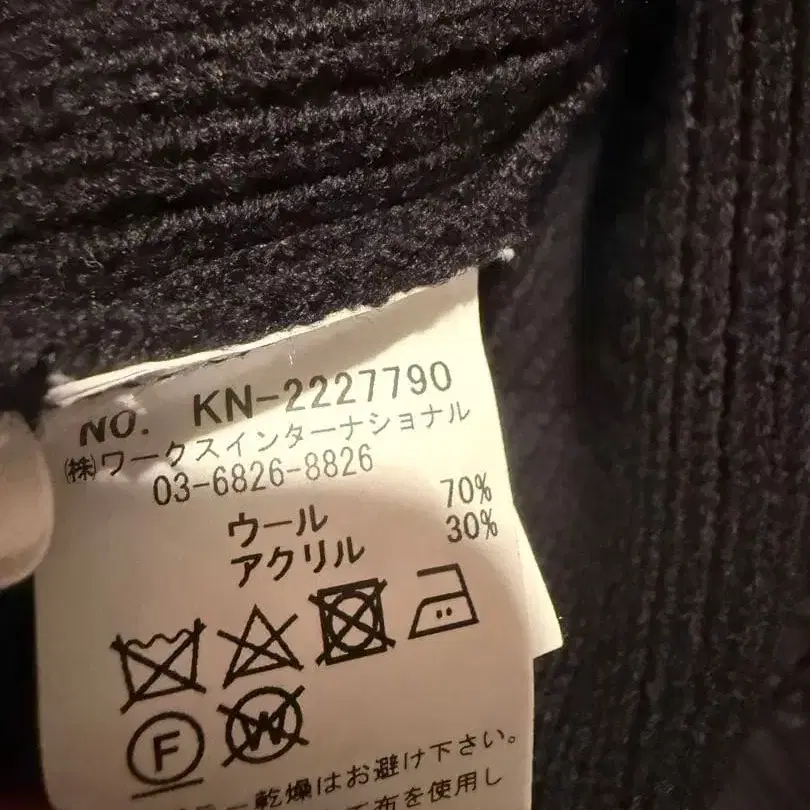 NO. KN-2227790
㈱ワークスインターナショナル
03-6826-8826
ウール 70%
アクリル 30%
F
W
ー乾燥はお避け下さい。
布を使用し